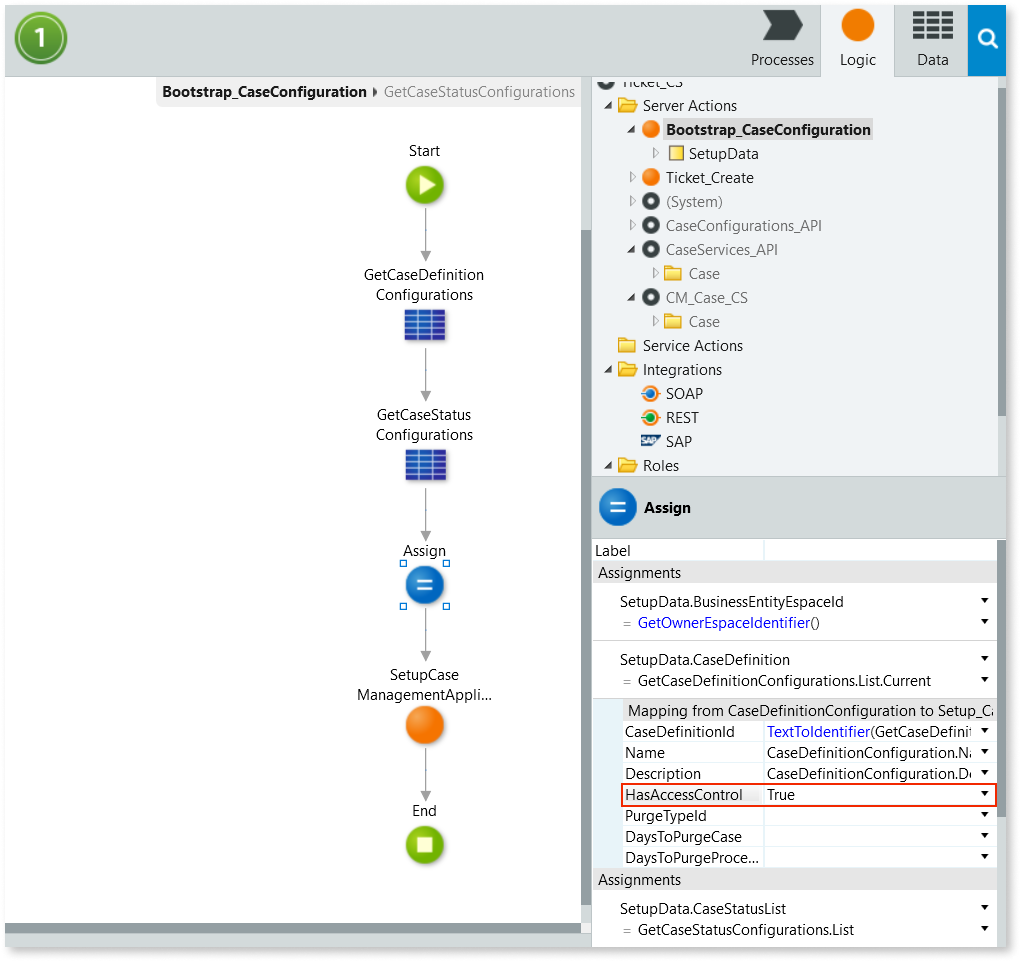 1
Processes
Logic
Data
Bootstrap_CaseConfiguration
GetCaseStatusConfigurations
Start
GetCaseDefinition
Configurations
GetCaseStatus
Configurations
Assign
SetupCase
ManagementAppli...
End
Ticket_CS
Server Actions
Bootstrap_CaseConfiguration
SetupData
Ticket_Create
(System)
CaseConfigurations_API
CaseServices_API
Case
CM_Case_CS
Case
Service Actions
Integrations
SOAP
REST
SAP SAP
Roles
Assign
Label
Assignments
SetupData.BusinessEntityEspaceId
= GetOwnerEspaceIdentifier()
SetupData.CaseDefinition
= GetCaseDefinitionConfigurations.List.Current
Mapping from CaseDefinitionConfiguration to Setup_Ca
CaseDefinitionId TextToIdentifier(GetCaseDefinit
Name CaseDefinitionConfiguration.Na
Description CaseDefinitionConfiguration.De
HasAccessControl True
PurgeTypeId
DaysToPurgeCase
DaysToPurgeProce...
Assignments
SetupData.CaseStatusList
= GetCaseStatusConfigurations.List